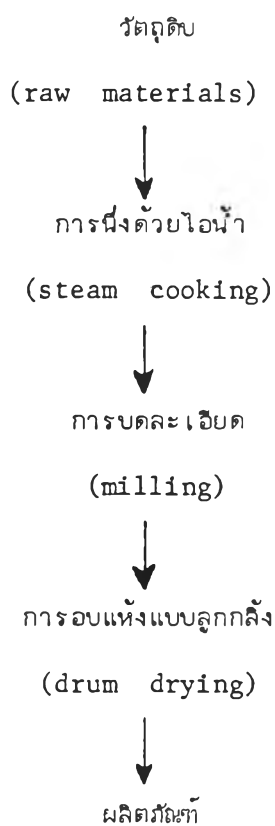 วัตถุดิบ
(raw materials)
การนึ่งด้วยไอน้ำ
(steam cooking)
การบดละเอียด
(milling)
การอบแห้งแบบลูกกลิ้ง
(drum drying)
ผลิตภัณฑ์